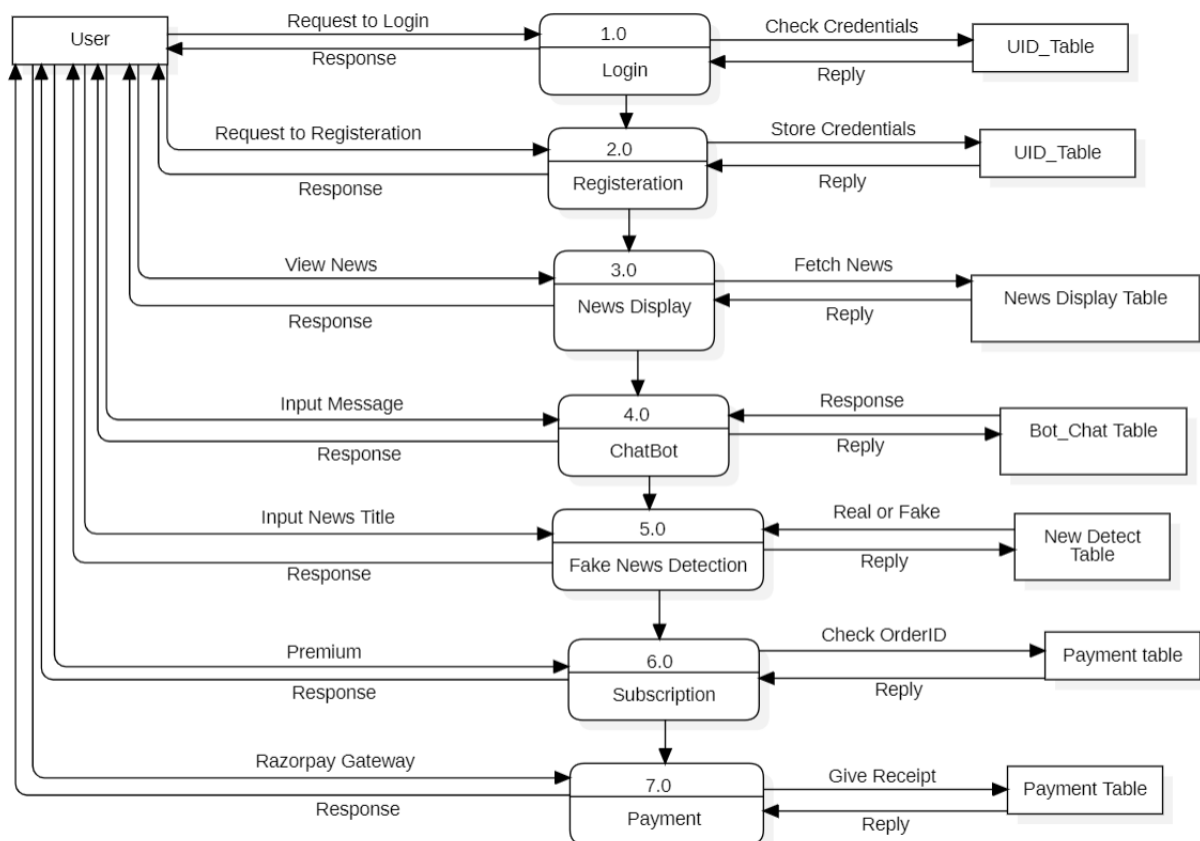 User
Request to Login
Response
1.0
Login
Check Credentials
Reply
UID_Table
Request to Registeration
Response
2.0
Registeration
Store Credentials
Reply
UID_Table
View News
Response
3.0
News Display
Fetch News
Reply
News Display Table
Input Message
Response
4.0
ChatBot
Response
Reply
Bot_Chat Table
Input News Title
Response
5.0
Fake News Detection
Real or Fake
Reply
New Detect
Table
Premium
Response
6.0
Subscription
Check OrderID
Reply
Payment table
Razorpay Gateway
Response
7.0
Payment
Give Receipt
Reply
Payment Table